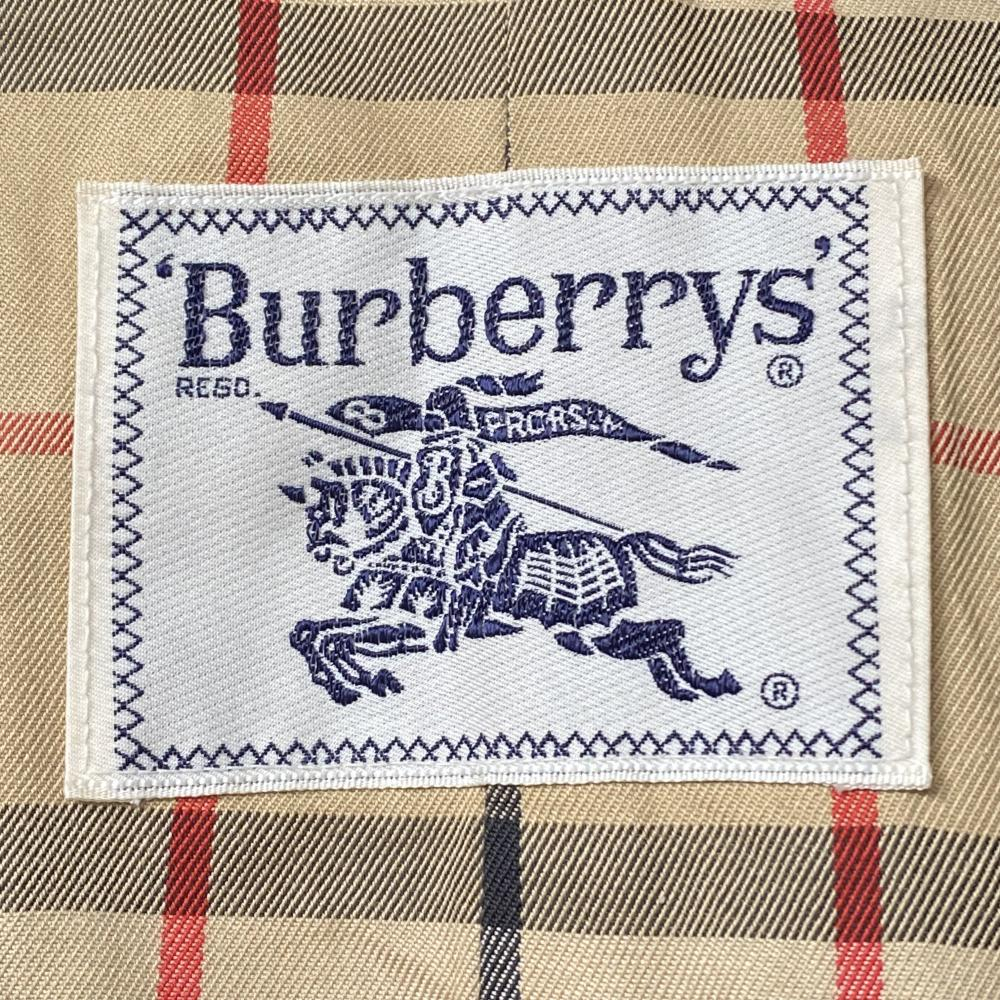 ‘Burberrys’
REGD. ®
B PRORSUM
B
®